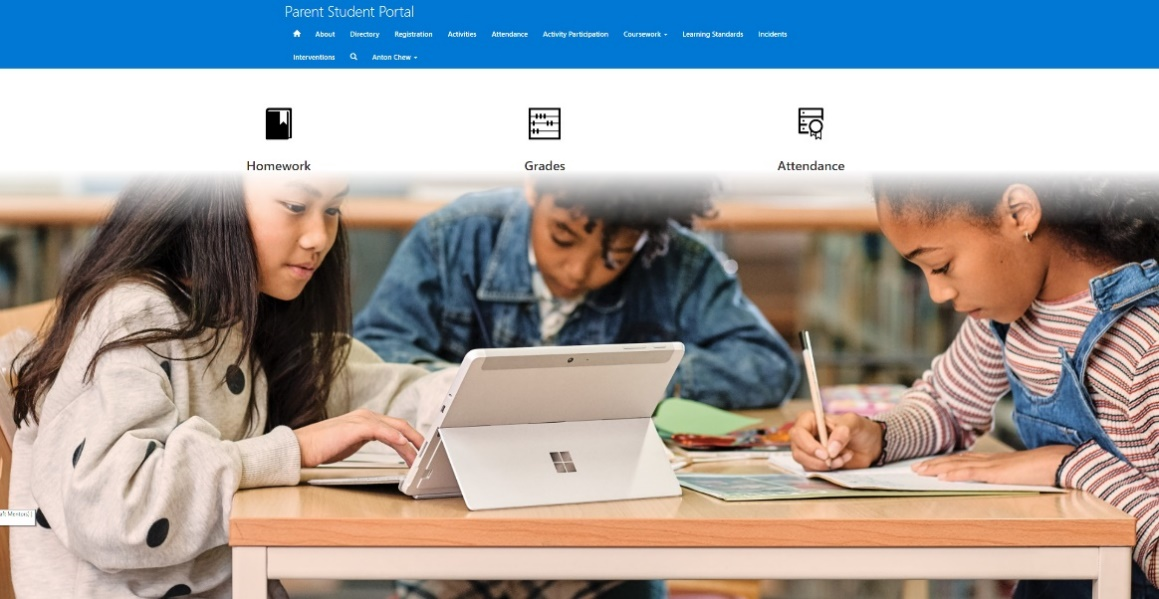 Parent Student Portal
About Directory Registration Activities Attendance Activity Participation Coursework Learning Standards Incidents
Interventions Anton Chew
Homework Grades Attendance